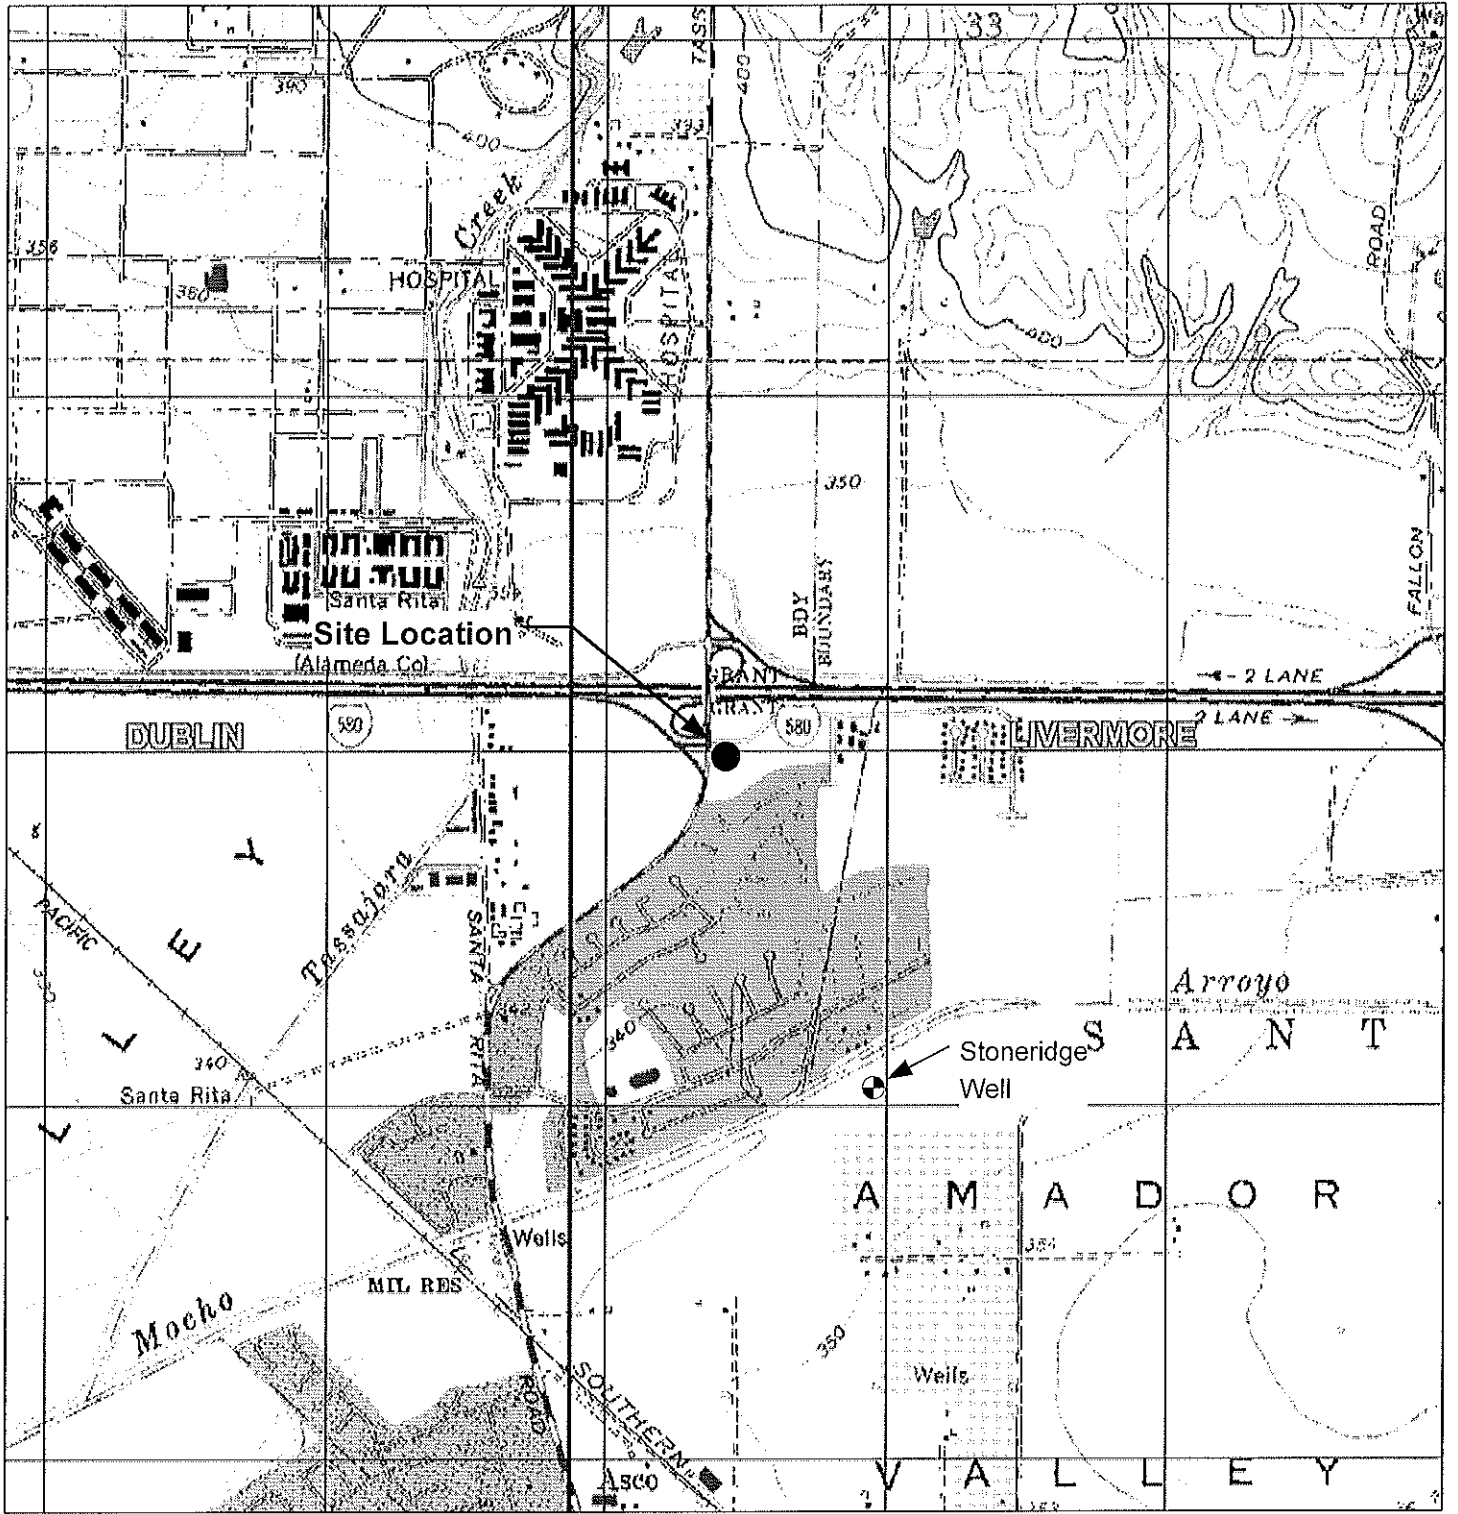 33
TASS
390
400
400
393
Creek
356
HOSPITAL
HOSPITAL
360
ROAD
400
350
BDY
BOUNDARY
FALLON
Santa Rita
Site Location
(Alameda Co)
GRANT
GRANT
2 LANE
2 LANE
DUBLIN
580
580
LIVERMORE
L L E Y
PACIFIC
Tassajara
SANTA RITA
Arroyo
S A N T
340
340
Santa Rita
Stoneridge
Well
A M A D O R
Wells
MIL RES
Mocho
354
350
Wells
ROAD
SOUTHERN
Asco
V A L L E Y